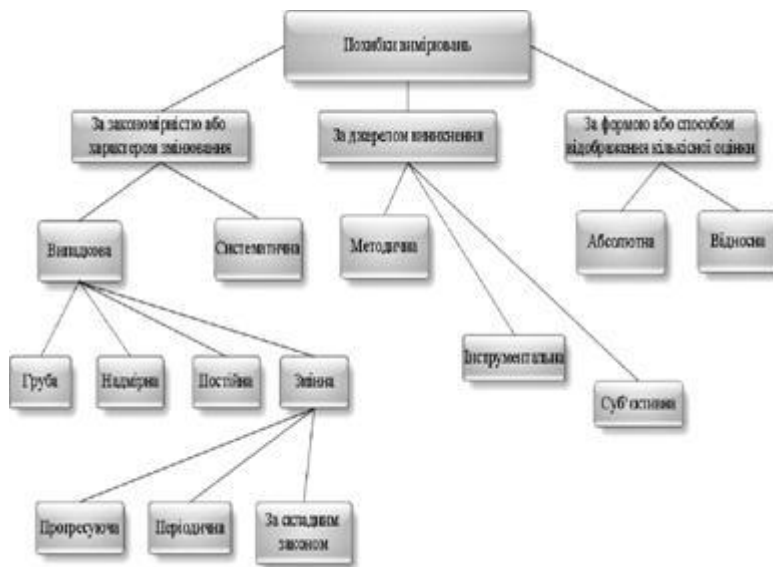 Похибки вимірювань
За закономірністю або
характером змінювання
За джерелом виникнення
За формою або способом
відображення кількісної оцінки
Випадкова
Систематична
Методична
Абсолютна
Відносна
Інструментальна
Суб'єктивна
Груба
Надмірна
Постійна
Змінна
Прогресуюча
Періодична
За складним
законом